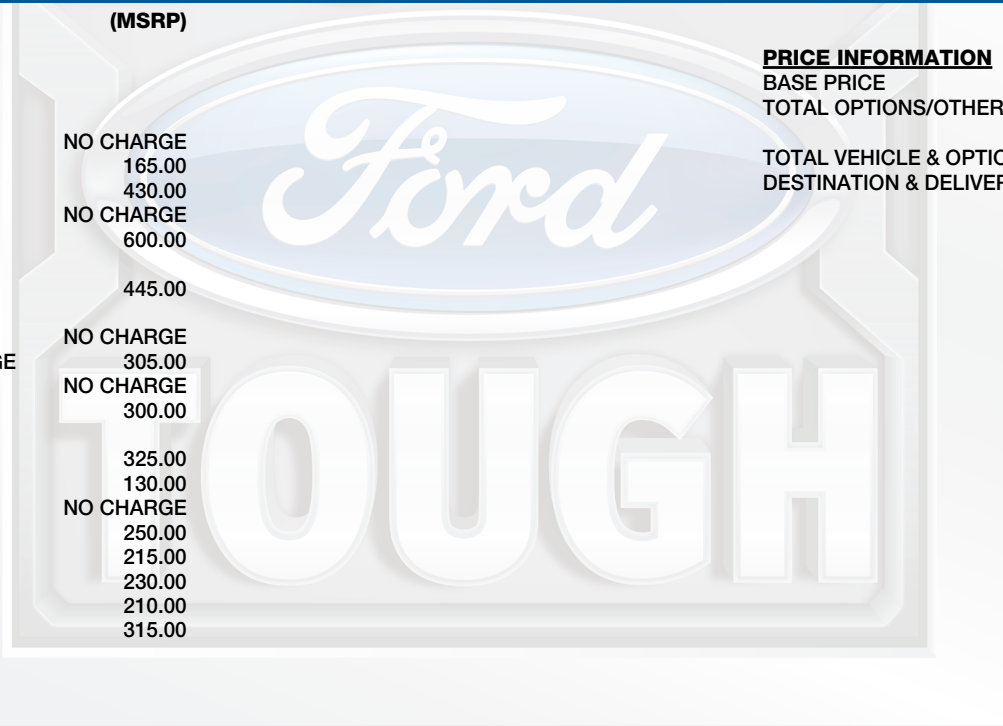 (MSRP)
NO CHARGE
165.00
430.00
NO CHARGE
600.00
445.00
NO CHARGE
GE 305.00
NO CHARGE
300.00
325.00
130.00
NO CHARGE
250.00
215.00
230.00
210.00
315.00
PRICE INFORMATION
BASE PRICE
TOTAL OPTIONS/OTHER
TOTAL VEHICLE & OPTIO
DESTINATION & DELIVER
Ford
TOUGH